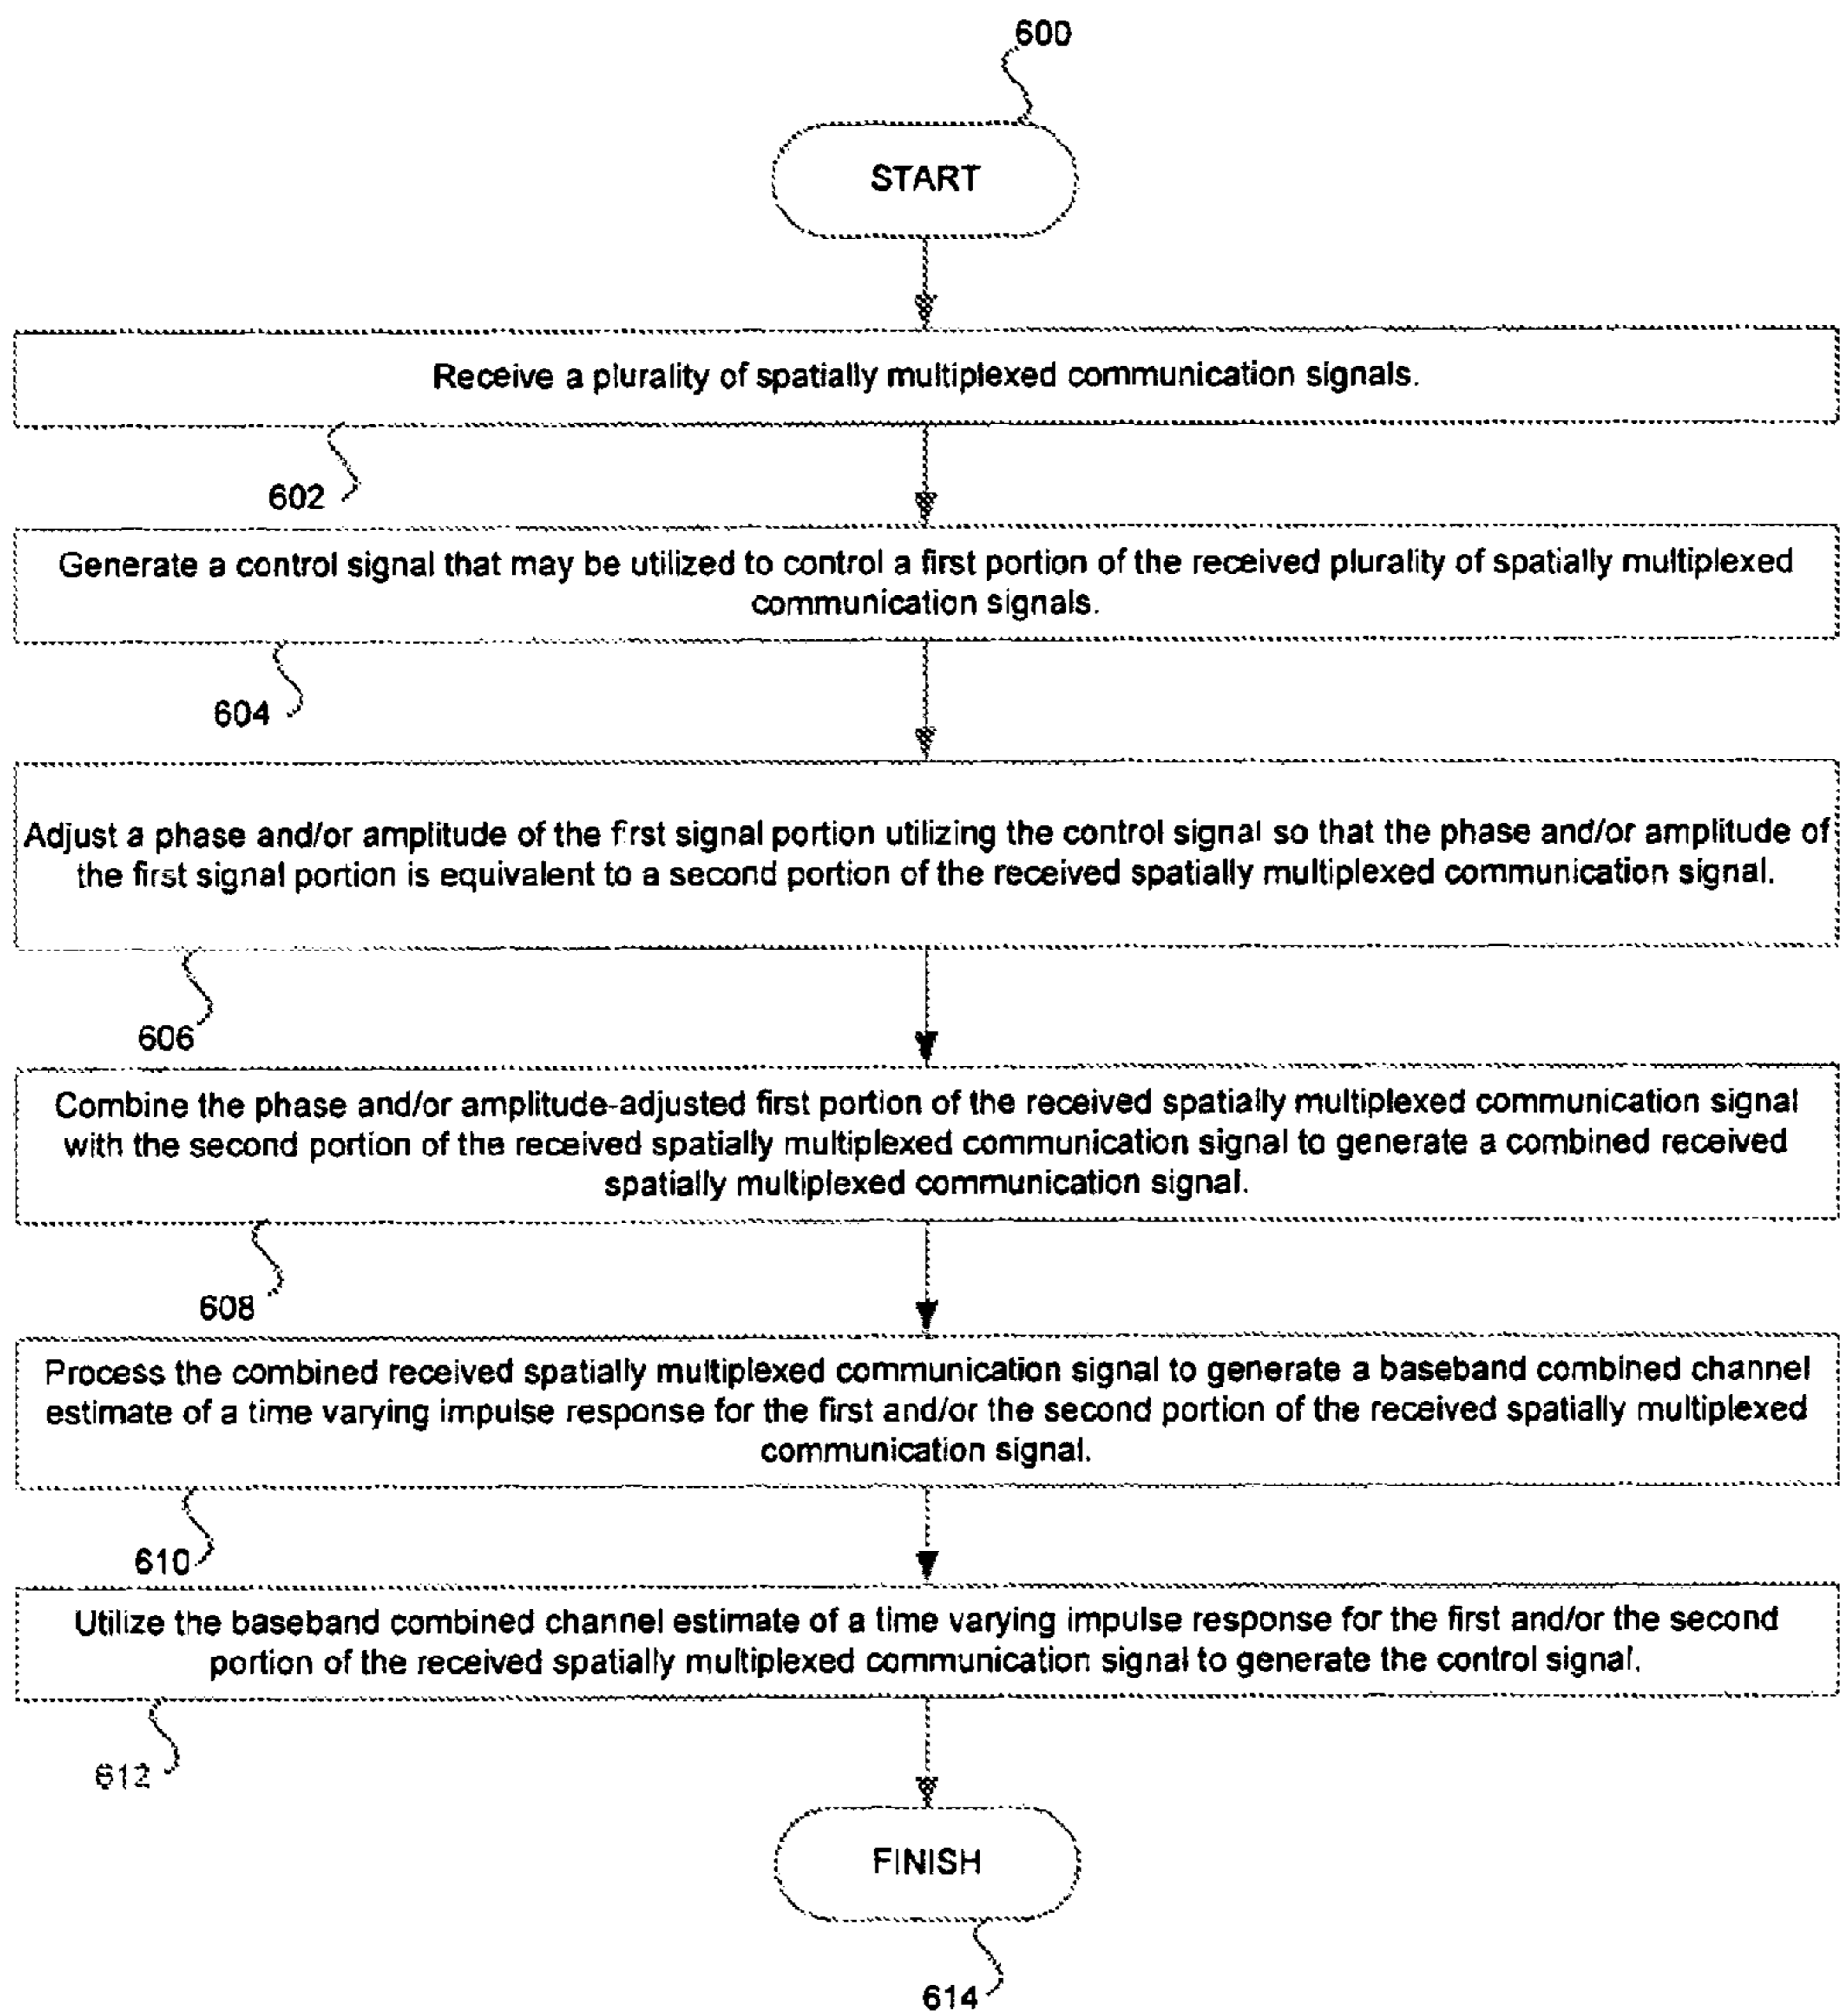 600
START
Receive a plurality of spatially multiplexed communication signals.
602
Generate a control signal that may be utilized to control a first portion of the received plurality of spatially multiplexed
communication signals.
604
Adjust a phase and/or amplitude of the first signal portion utilizing the control signal so that the phase and/or amplitude of
the first signal portion is equivalent to a second portion of the received spatially multiplexed communication signal.
606
Combine the phase and/or amplitude-adjusted first portion of the received spatially multiplexed communication signal
with the second portion of the received spatially multiplexed communication signal to generate a combined received
spatially multiplexed communication signal.
608
Process the combined received spatially multiplexed communication signal to generate a baseband combined channel
estimate of a time varying impulse response for the first and/or the second portion of the received spatially multiplexed
communication signal.
610
Utilize the baseband combined channel estimate of a time varying impulse response for the first and/or the second
portion of the received spatially multiplexed communication signal to generate the control signal.
612
FINISH
614